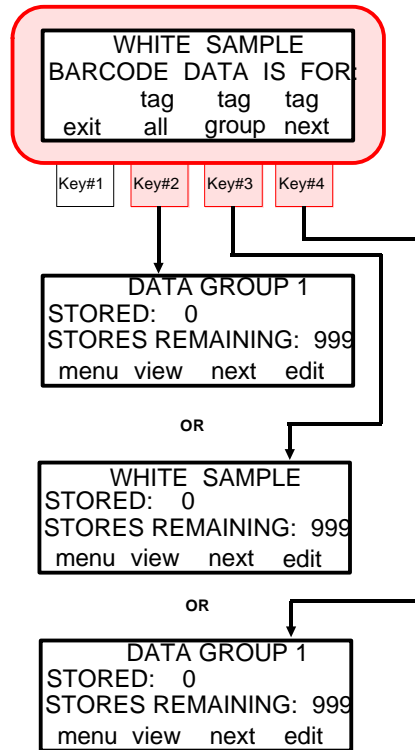 WHITE SAMPLE
BARCODE DATA IS FOR:
tag tag tag
exit all group next
Key#1 Key#2 Key#3 Key#4
DATA GROUP 1
STORED: 0
STORES REMAINING: 999
menu view next edit
OR
WHITE SAMPLE
STORED: 0
STORES REMAINING: 999
menu view next edit
OR
DATA GROUP 1
STORED: 0
STORES REMAINING: 999
menu view next edit